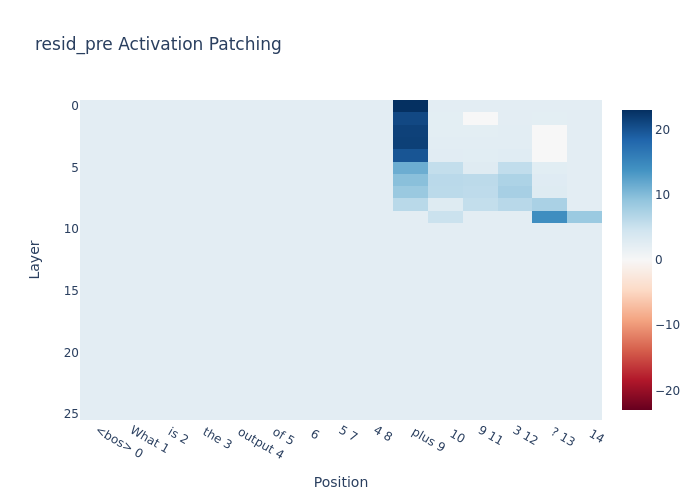 resid_pre Activation Patching
0
5
10
15
20
25
Layer
<bos> 0
What 1
is 2
the 3
output 4
of 5
6
5 7
4 8
plus 9
10
9 11
3 12
? 13
14
Position
20
10
0
−10
−20